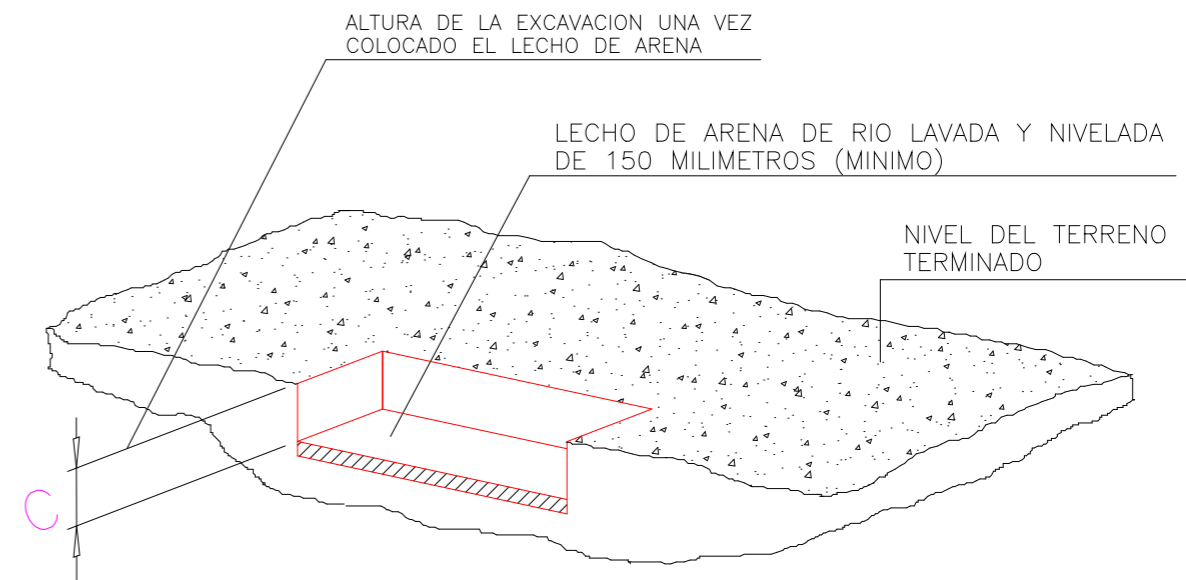 ALTURA DE LA EXCAVACION UNA VEZ
COLOCADO EL LECHO DE ARENA
LECHO DE ARENA DE RIO LAVADA Y NIVELADA
DE 150 MILIMETROS (MINIMO)
NIVEL DEL TERRENO
TERMINADO
C